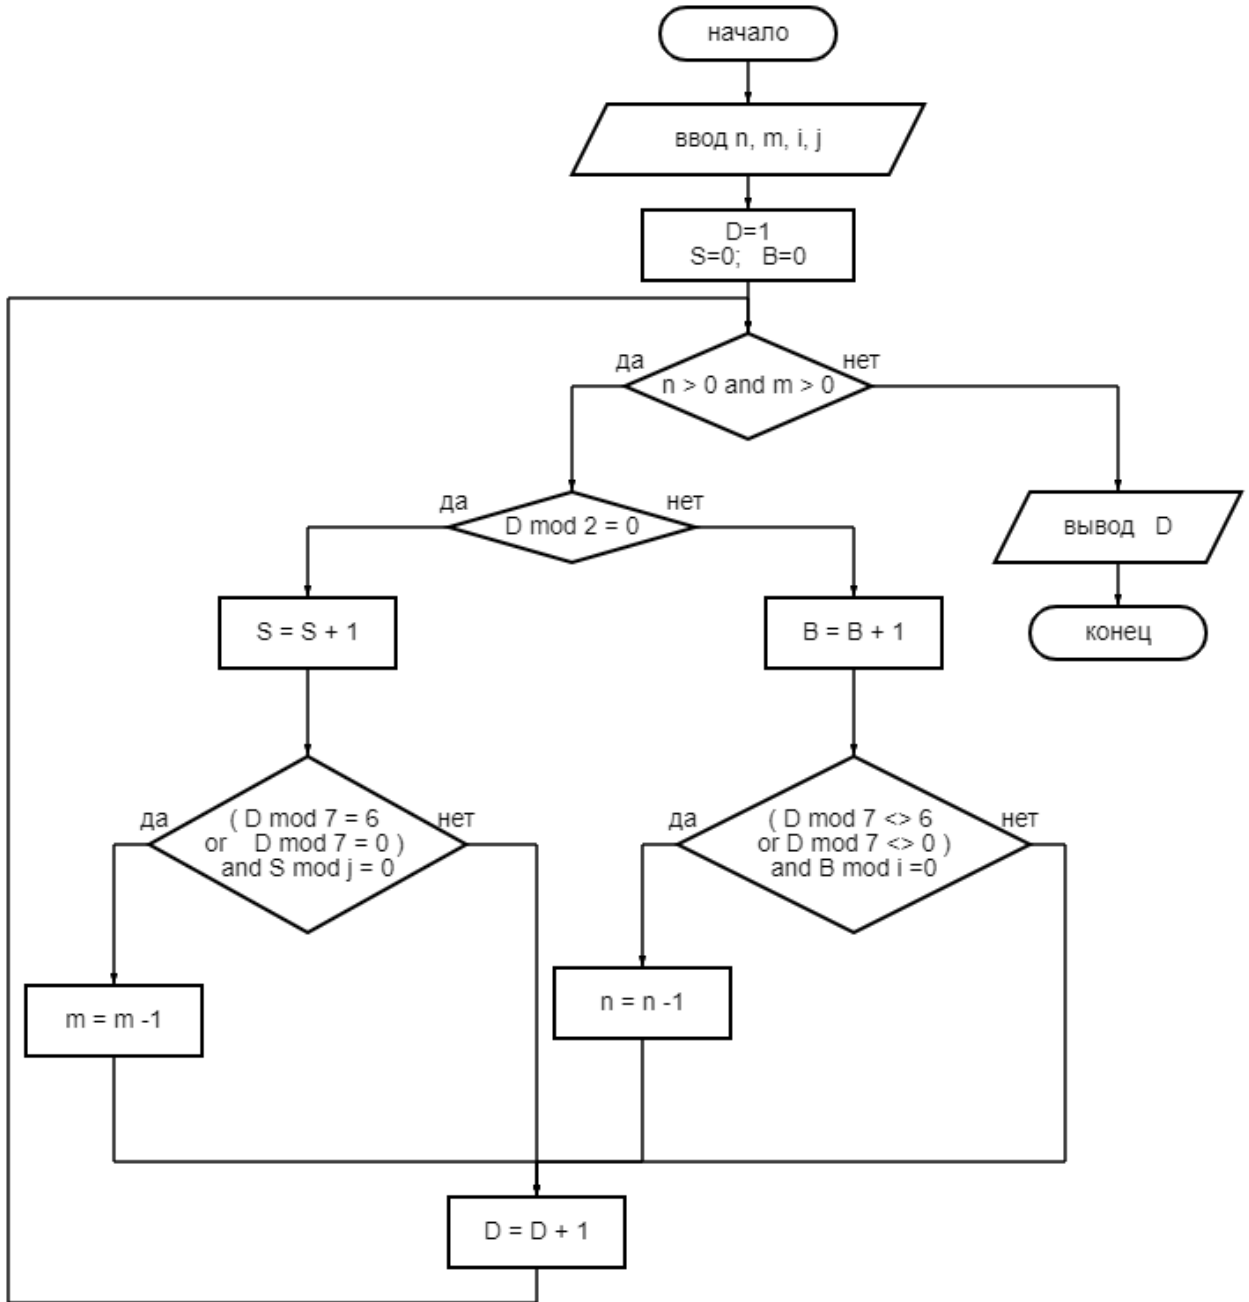 начало
ввод n, m, i, j
D=1
S=0; B=0
да
нет
n > 0 and m > 0
да
нет
D mod 2 = 0
вывод D
S = S + 1
B = B + 1
конец
да
( D mod 7 = 6
or D mod 7 = 0 )
and S mod j = 0
нет
да
( D mod 7 <> 6
or D mod 7 <> 0 )
and B mod i =0
нет
m = m -1
n = n -1
D = D + 1